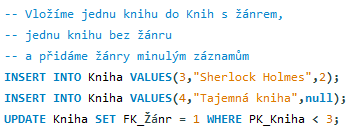 -- Vložíme jednu knihu do Knih s žánrem,
-- jednu knihu bez žánru
-- a přidáme žánry minulým záznamům
INSERT INTO Kniha VALUES(3,"Sherlock Holmes",2);
INSERT INTO Kniha VALUES(4,"Tajemná kniha",null);
UPDATE Kniha SET FK_Žánr = 1 WHERE PK_Kniha < 3;